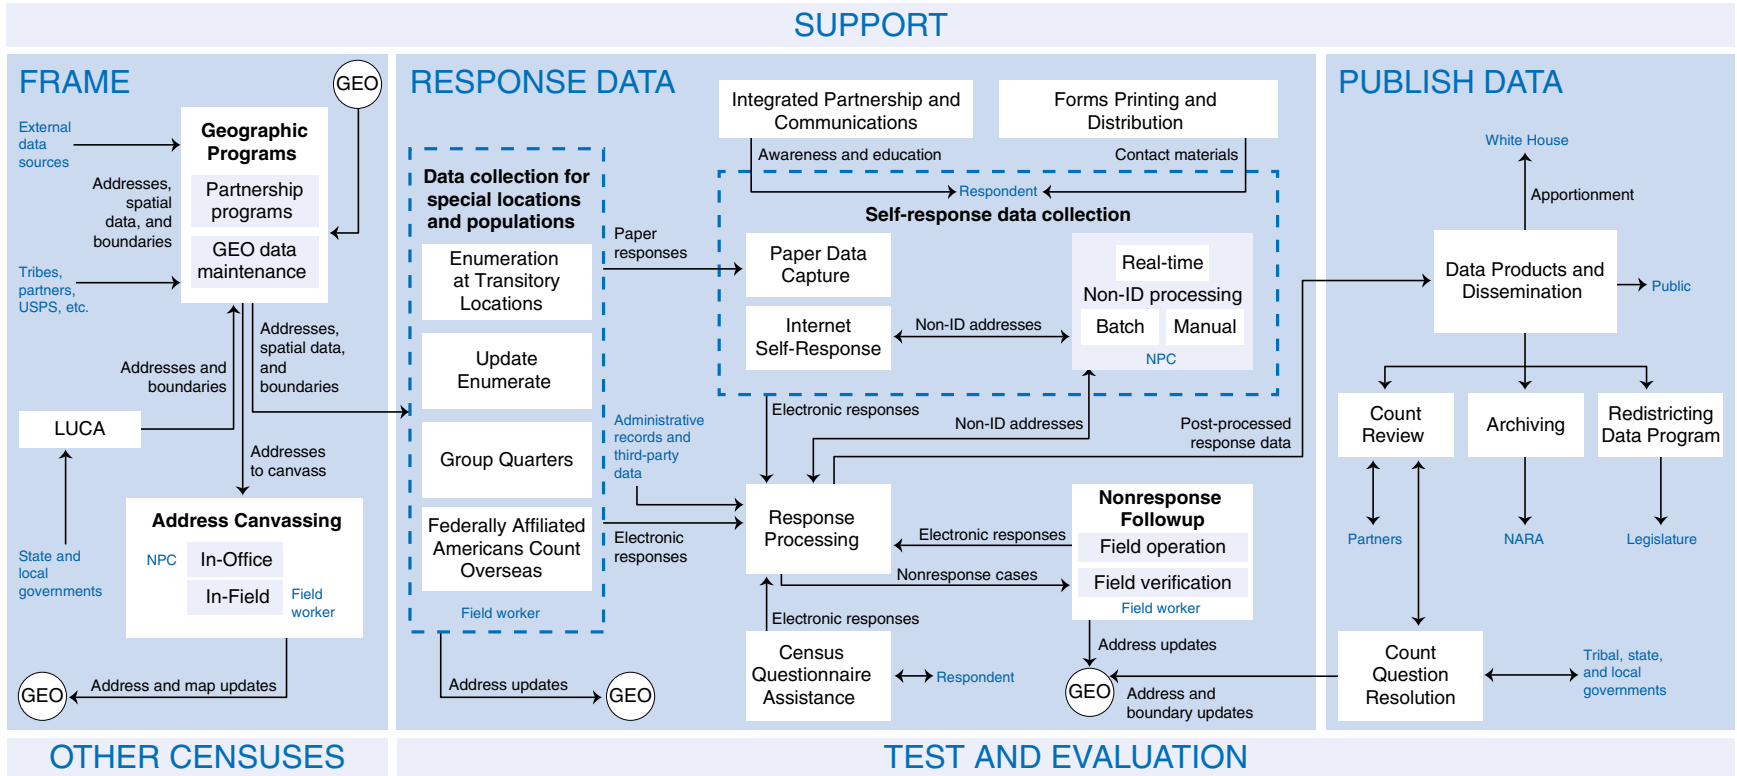 SUPPORT
FRAME
GEO
External
data
sources
Geographic
Programs
Partnership
programs
GEO data
maintenance
Addresses,
spatial
data, and
boundaries
Tribes,
partners,
USPS, etc.
Addresses and
boundaries
Addresses,
spatial data,
and
boundaries
LUCA
Addresses
to canvass
State and
local
governments
Address Canvassing
NPC
In-Office
In-Field
Field
worker
GEO
Address and map updates
RESPONSE DATA
Data collection for
special locations
and populations
Enumeration
at Transitory
Locations
Update
Enumerate
Group Quarters
Federally Affiliated
Americans Count
Overseas
Field worker
Address updates
GEO
Paper
responses
Administrative
records and
third-party
data
Electronic
responses
Integrated Partnership and
Communications
Forms Printing and
Distribution
Awareness and education
Contact materials
Respondent
Self-response data collection
Paper Data
Capture
Internet
Self-Response
Non-ID addresses
Real-time
Non-ID processing
Batch
Manual
NPC
Electronic responses
Non-ID addresses
Post-processed
response data
Response
Processing
Electronic responses
Nonresponse cases
Nonresponse
Followup
Field operation
Field verification
Field worker
Electronic responses
Census
Questionnaire
Assistance
Respondent
Address updates
GEO
Address and
boundary updates
PUBLISH DATA
White House
Apportionment
Data Products and
Dissemination
Public
Count
Review
Archiving
Redistricting
Data Program
Partners
NARA
Legislature
Count
Question
Resolution
Tribal, state,
and local
governments
OTHER CENSUSES
TEST AND EVALUATION